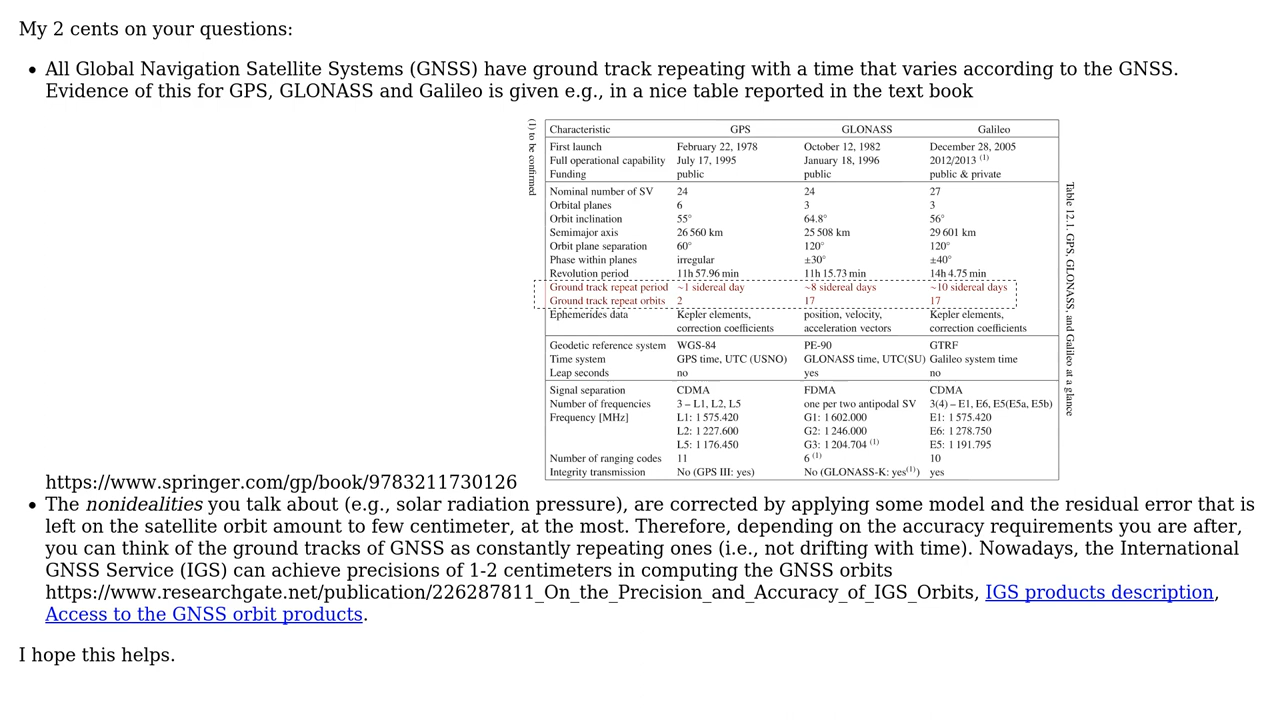 My 2 cents on your questions:
• All Global Navigation Satellite Systems (GNSS) have ground track repeating with a time that varies according to the GNSS.
Evidence of this for GPS, GLONASS and Galileo is given e.g., in a nice table reported in the text book
(1) to be confirmed
Table 12.1. GPS, GLONASS, and Galileo at a glance
Characteristic GPS GLONASS Galileo
First launch February 22, 1978 October 12, 1982 December 28, 2005
Full operational capability July 17, 1995 January 18, 1996 2012/2013 (1)
Funding public public public & private
Nominal number of SV 24 24 27
Orbital planes 6 3 3
Orbit inclination 55° 64.8° 56°
Semimajor axis 26 560 km 25 508 km 29 601 km
Orbit plane separation 60° 120° 120°
Phase within planes irregular ±30° ±40°
Revolution period 11h 57.96 min 11h 15.73 min 14h 4.75 min
Ground track repeat period ~1 sidereal day ~8 sidereal days ~10 sidereal days
Ground track repeat orbits 2 17 17
Ephemerides data Kepler elements, position, velocity, Kepler elements,
correction coefficients acceleration vectors correction coefficients
Geodetic reference system WGS-84 PE-90 GTRF
Time system GPS time, UTC (USNO) GLONASS time, UTC(SU) Galileo system time
Leap seconds no yes no
Signal separation CDMA FDMA CDMA
Number of frequencies 3 – L1, L2, L5 one per two antipodal SV 3(4) – E1, E6, E5(E5a, E5b)
Frequency [MHz] L1: 1 575.420 G1: 1 602.000 E1: 1 575.420
L2: 1 227.600 G2: 1 246.000 E6: 1 278.750
L5: 1 176.450 G3: 1 204.704 (1) E5: 1 191.795
Number of ranging codes 11 6 (1) 10
Integrity transmission No (GPS III: yes) No (GLONASS-K: yes(1)) yes
https://www.springer.com/gp/book/9783211730126
• The nonidealities you talk about (e.g., solar radiation pressure), are corrected by applying some model and the residual error that is
left on the satellite orbit amount to few centimeter, at the most. Therefore, depending on the accuracy requirements you are after,
you can think of the ground tracks of GNSS as constantly repeating ones (i.e., not drifting with time). Nowadays, the International
GNSS Service (IGS) can achieve precisions of 1-2 centimeters in computing the GNSS orbits
https://www.researchgate.net/publication/226287811_On_the_Precision_and_Accuracy_of_IGS_Orbits, IGS products description,
Access to the GNSS orbit products.
I hope this helps.